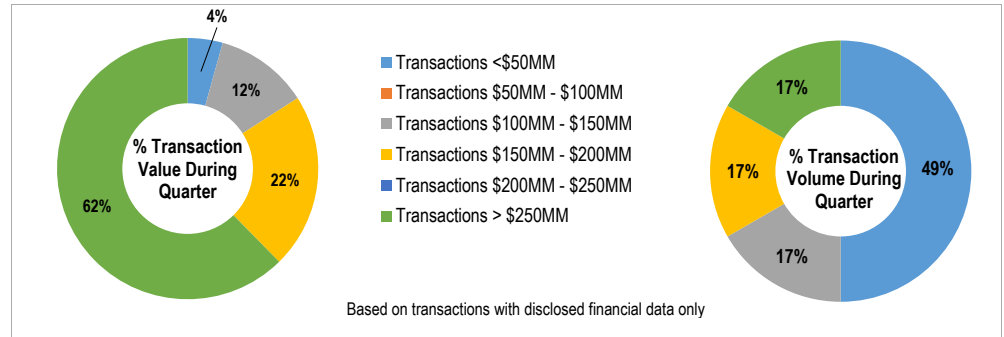 4%
12%
22%
62%
% Transaction
Value During
Quarter
Transactions <$50MM
Transactions $50MM - $100MM
Transactions $100MM - $150MM
Transactions $150MM - $200MM
Transactions $200MM - $250MM
Transactions > $250MM
17%
17%
17%
49%
% Transaction
Volume During
Quarter
Based on transactions with disclosed financial data only